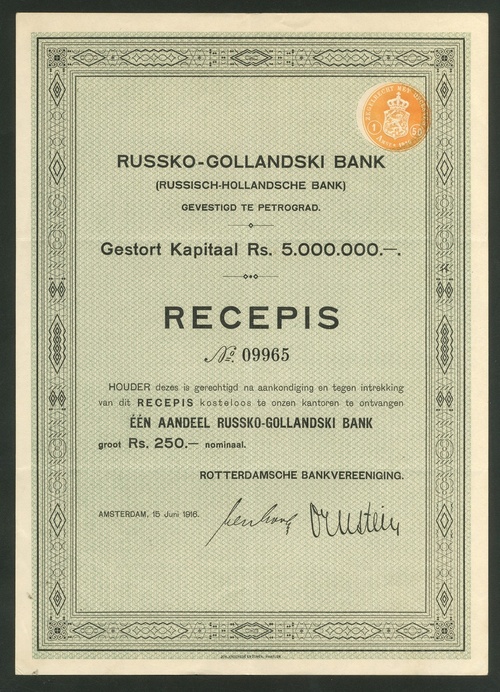 RUSSKO-GOLLANDSKI BANK
(RUSSISCH-HOLLANDSCHE BANK)
GEVESTIGD TE PETROGRAD.
Gestort Kapitaal Rs. 5.000.000.—.
RECEPIS
No. 09965
HOUDER dezes is gerechtigd na aankondiging en tegen intrekking
van dit RECEPIS kosteloos te onzen kantoren te ontvangen
ÉÉN AANDEEL RUSSKO-GOLLANDSKI BANK
groot Rs. 250.— nominaal.
ROTTERDAMSCHE BANKVEREENIGING.
AMSTERDAM, 15 Juni 1916.